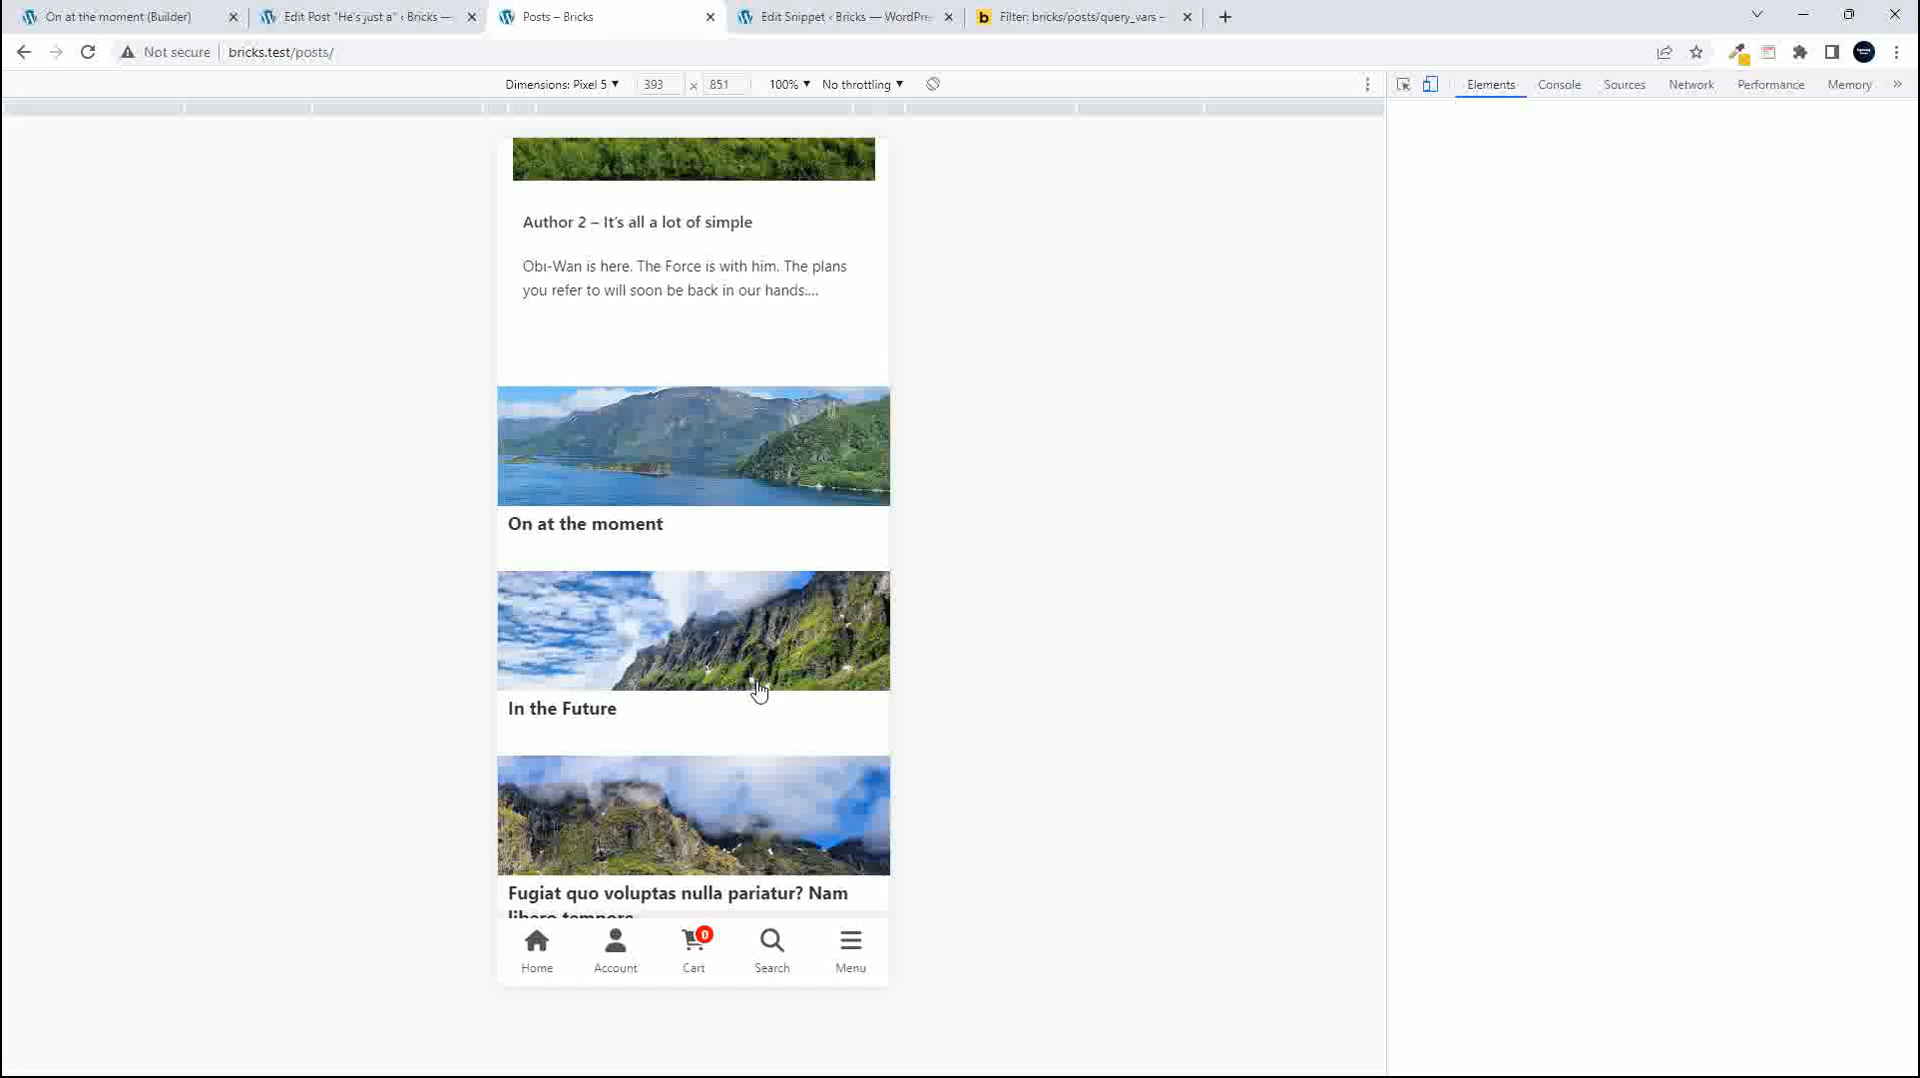 On at the moment (Builder)
Edit Post "He's just a" ‹ Bricks —
Posts – Bricks
Edit Snippet ‹ Bricks — WordPre
b Filter: bricks/posts/query_vars –
Not secure
bricks.test/posts/
Dimensions: Pixel 5
393 x 851
100%
No throttling
Elements
Console
Sources
Network
Performance
Memory
Author 2 – It's all a lot of simple
Obi-Wan is here. The Force is with him. The plans
you refer to will soon be back in our hands....
On at the moment
In the Future
Fugiat quo voluptas nulla pariatur? Nam
libero tempore
0
Home
Account
Cart
Search
Menu